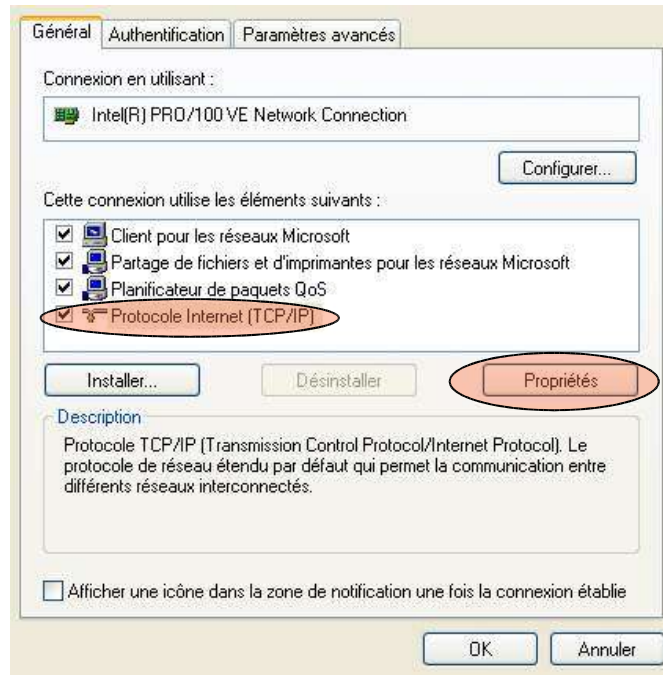 Général Authentification Paramètres avancés
Connexion en utilisant :
Intel(R) PRO/100 VE Network Connection
Configurer...
Cette connexion utilise les éléments suivants :
Client pour les réseaux Microsoft
Partage de fichiers et d'imprimantes pour les réseaux Microsoft
Planificateur de paquets QoS
Protocole Internet (TCP/IP)
Installer... Désinstaller Propriétés
Description
Protocole TCP/IP (Transmission Control Protocol/Internet Protocol). Le
protocole de réseau étendu par défaut qui permet la communication entre
différents réseaux interconnectés.
Afficher une icône dans la zone de notification une fois la connexion établie
OK Annuler